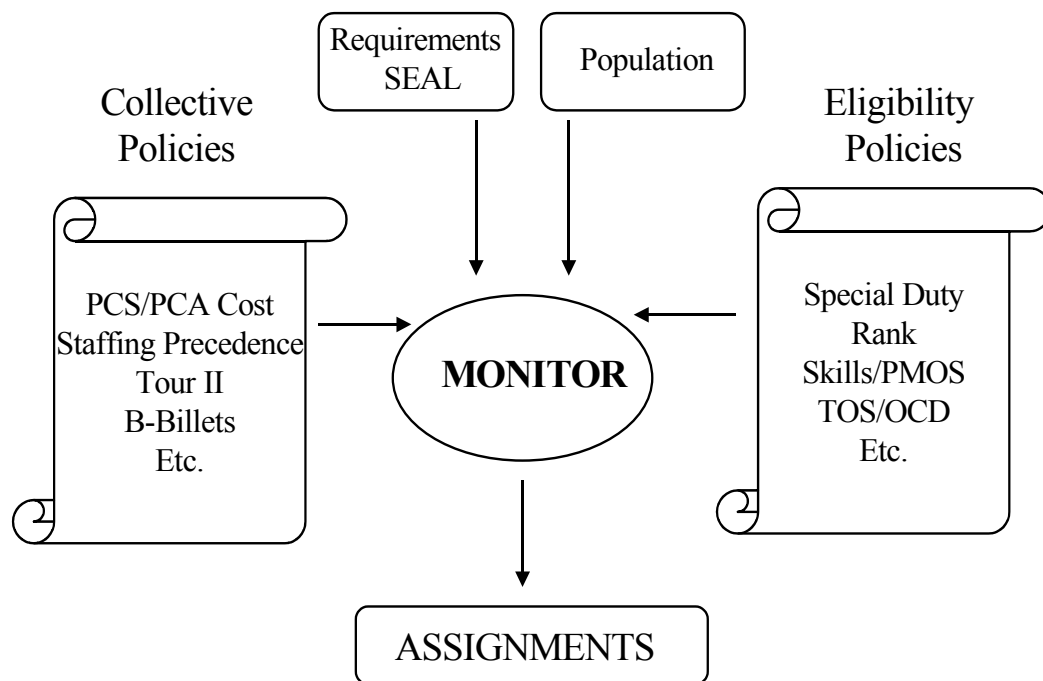 Requirements
SEAL
Population
Collective
Policies
Eligibility
Policies
PCS/PCA Cost
Staffing Precedence
Tour II
B-Billets
Etc.
MONITOR
Special Duty
Rank
Skills/PMOS
TOS/OCD
Etc.
ASSIGNMENTS